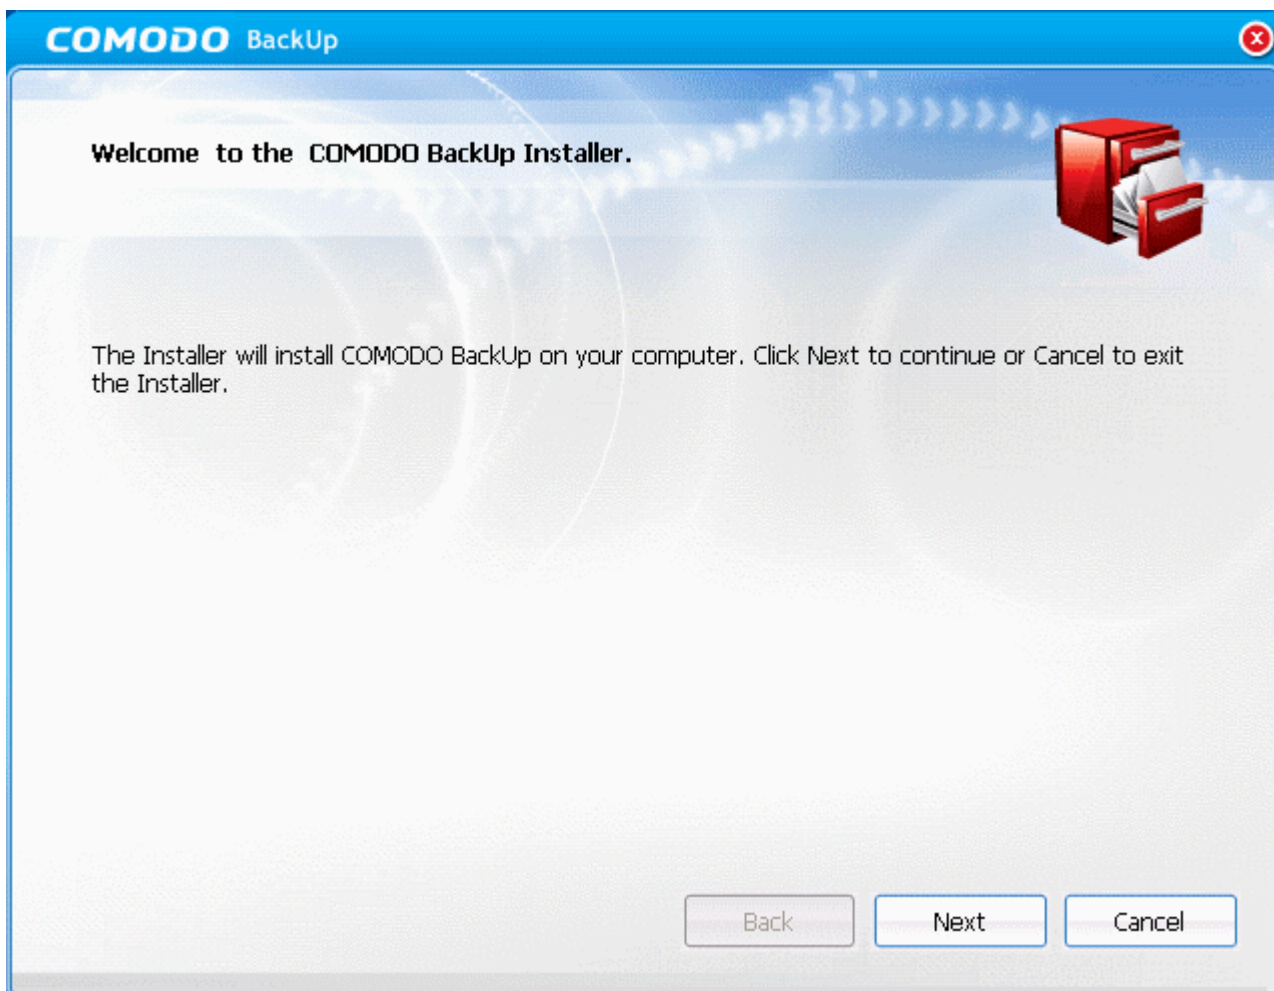 COMODO BackUp
Welcome to the COMODO BackUp Installer.
The Installer will install COMODO BackUp on your computer. Click Next to continue or Cancel to exit
the Installer.
Back Next Cancel